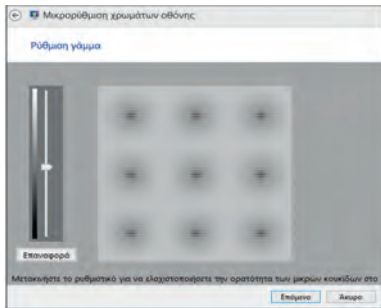 Μικρορύθμιση χρωμάτων οθόνης
Ρύθμιση γάμμα
Επαναφορά
Μετακινήστε το ρυθμιστικό για να ελαχιστοποιήσετε την ορατότητα των μικρών κουκίδων στο
Επόμενο Άκυρο